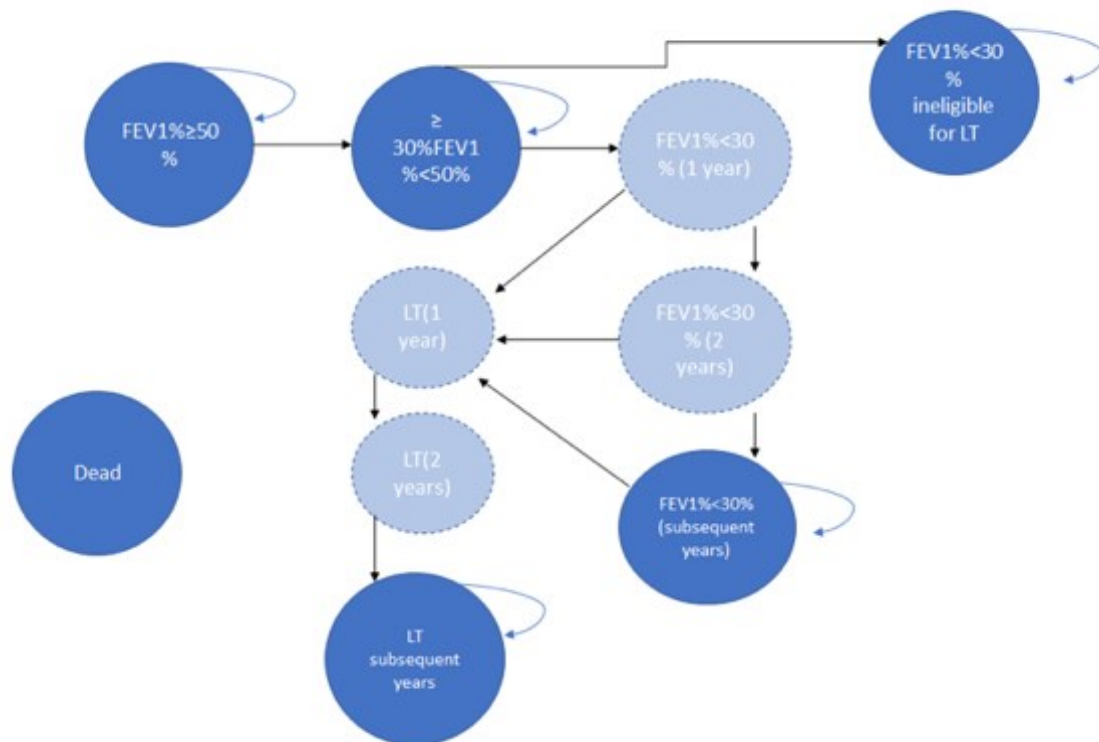 FEV1%≥50
%
≥
30%FEV1
%<50%
FEV1%<30
% (1 year)
FEV1%<30
%
ineligible
for LT
LT(1
year)
FEV1%<30
% (2
years)
Dead
LT(2
years)
FEV1%<30%
(subsequent
years)
LT
subsequent
years